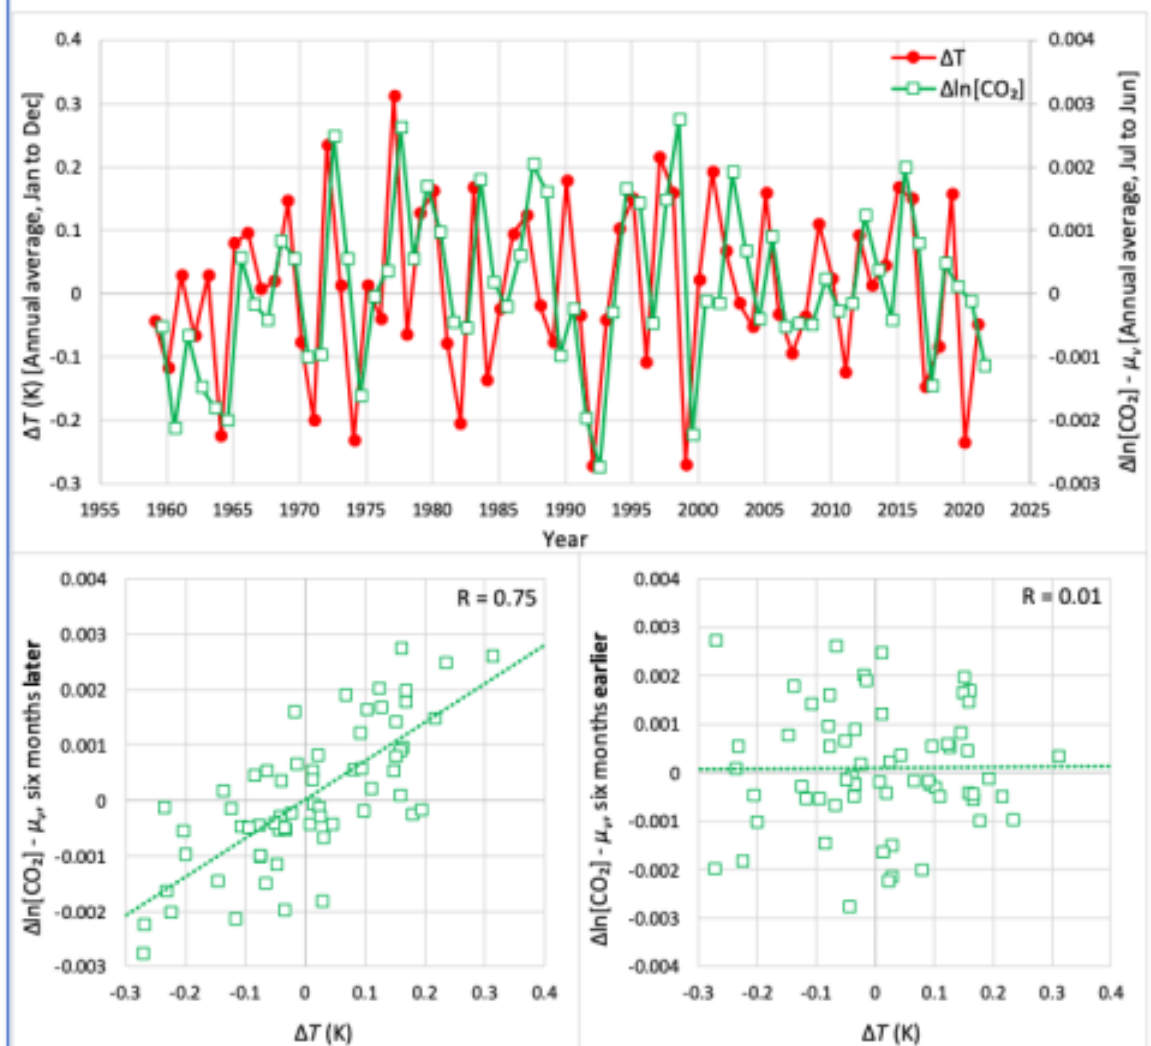 0.4
0.3
0.2
0.1
0
-0.1
-0.2
-0.3
ΔT (K) [Annual average, Jan to Dec]
ΔT
Δln[CO₂]
0.004
0.003
0.002
0.001
0
-0.001
-0.002
-0.003
Δln[CO₂] - μᵥ [Annual average, Jul to Jun]
1955 1960 1965 1970 1975 1980 1985 1990 1995 2000 2005 2010 2015 2020 2025
Year
0.004
0.003
0.002
0.001
0
-0.001
-0.002
-0.003
Δln[CO₂] - μᵥ, six months later
R = 0.75
-0.3 -0.2 -0.1 0 0.1 0.2 0.3 0.4
ΔT (K)
0.004
0.003
0.002
0.001
0
-0.001
-0.002
-0.003
-0.004
Δln[CO₂] - μᵥ, six months earlier
R = 0.01
-0.3 -0.2 -0.1 0 0.1 0.2 0.3 0.4
ΔT (K)